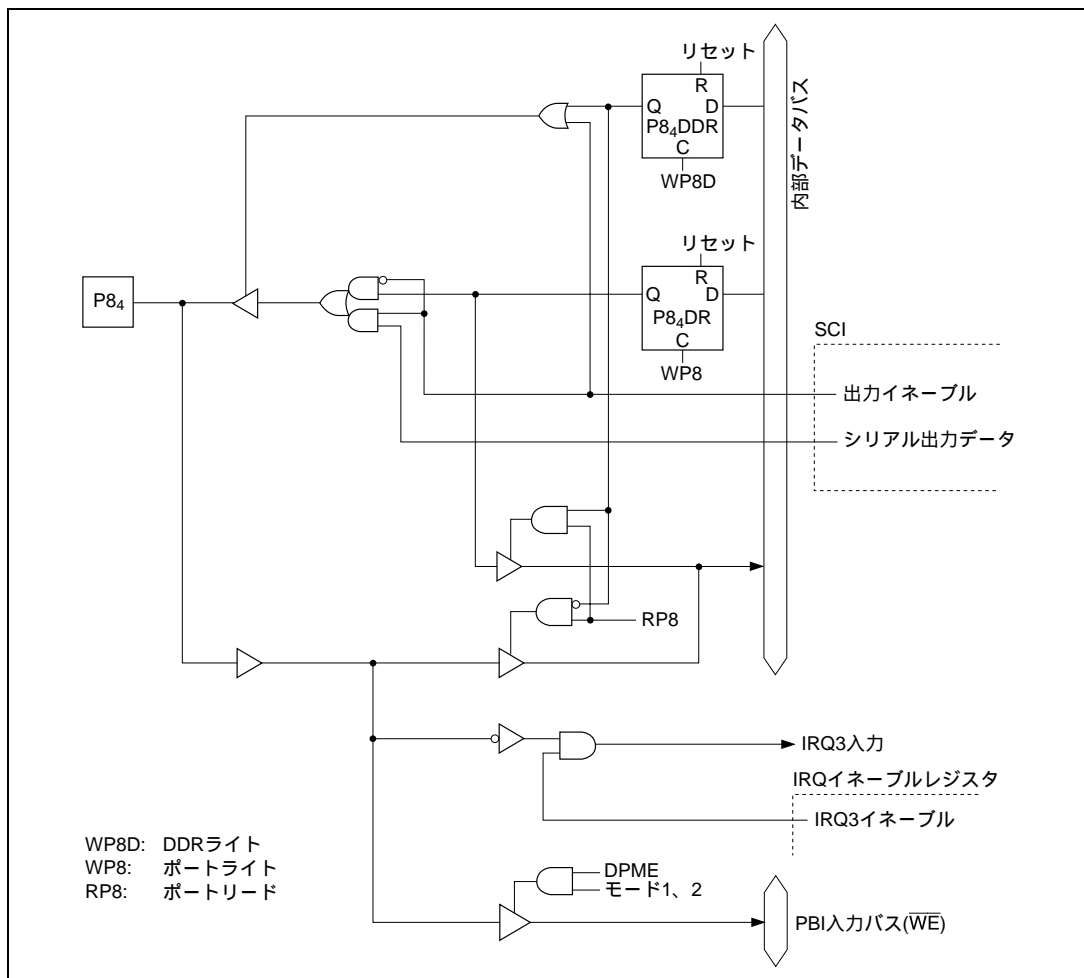 リセット
R
Q D
P8₄DDR
C
WP8D
内部データバス
リセット
R
Q D
P8₄DR
C
WP8
P8₄
SCI
出力イネーブル
シリアル出力データ
RP8
IRQ3入力
IRQイネーブルレジスタ
IRQ3イネーブル
WP8D: DDRライト
WP8: ポートライト
RP8: ポートリード
DPME
モード1、2
PBI入力バス(W̅E̅)